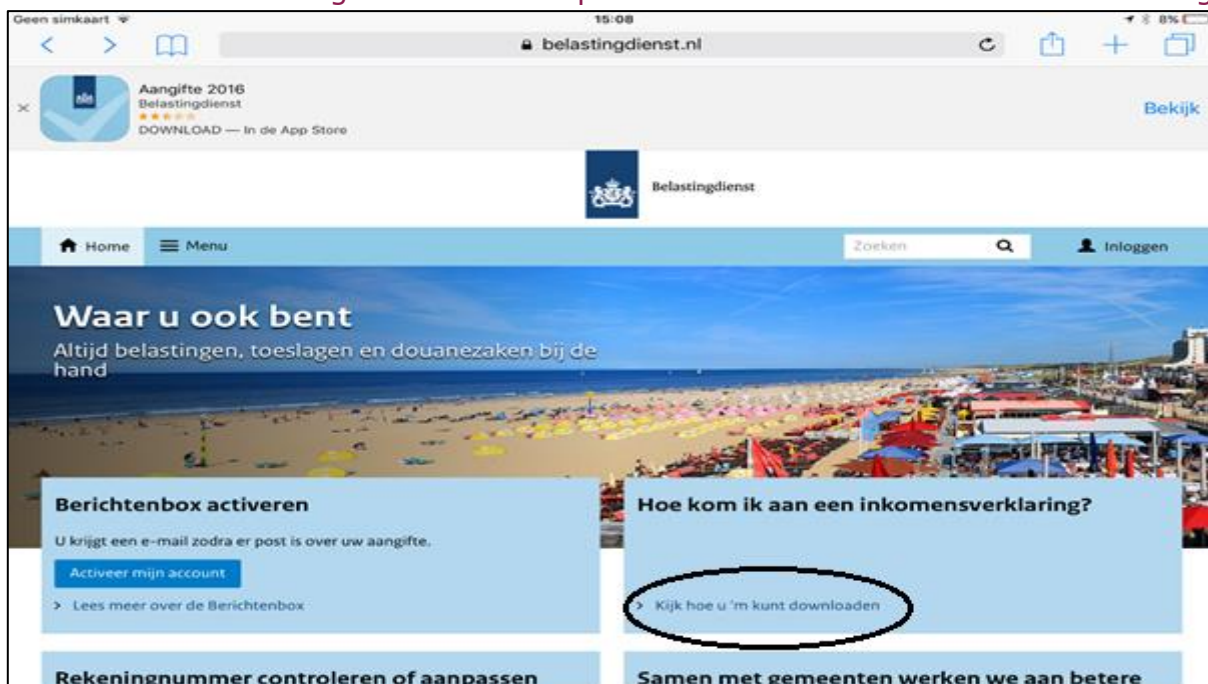 Geen simkaart 15:08 8%
belastingdienst.nl
Aangifte 2016
Belastingdienst
DOWNLOAD — In de App Store
Bekijk
Belastingdienst
Home Menu Zoeken Inloggen
Waar u ook bent
Altijd belastingen, toeslagen en douanezaken bij de
hand
Berichtenbox activeren
U krijgt een e-mail zodra er post is over uw aangifte.
Activeer mijn account
> Lees meer over de Berichtenbox
Hoe kom ik aan een inkomensverklaring?
> Kijk hoe u 'm kunt downloaden
Rekeningnummer controleren of aanpassen
Samen met gemeenten werken we aan betere